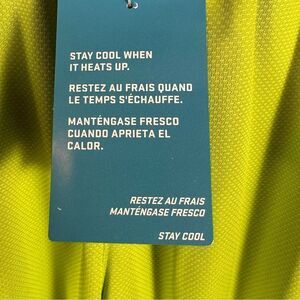 STAY COOL WHEN
IT HEATS UP.
RESTEZ AU FRAIS QUAND
LE TEMPS S'ÉCHAUFFE.
MANTÉNGASE FRESCO
CUANDO APRIETA EL
CALOR.
RESTEZ AU FRAIS
MANTÉNGASE FRESCO
STAY COOL